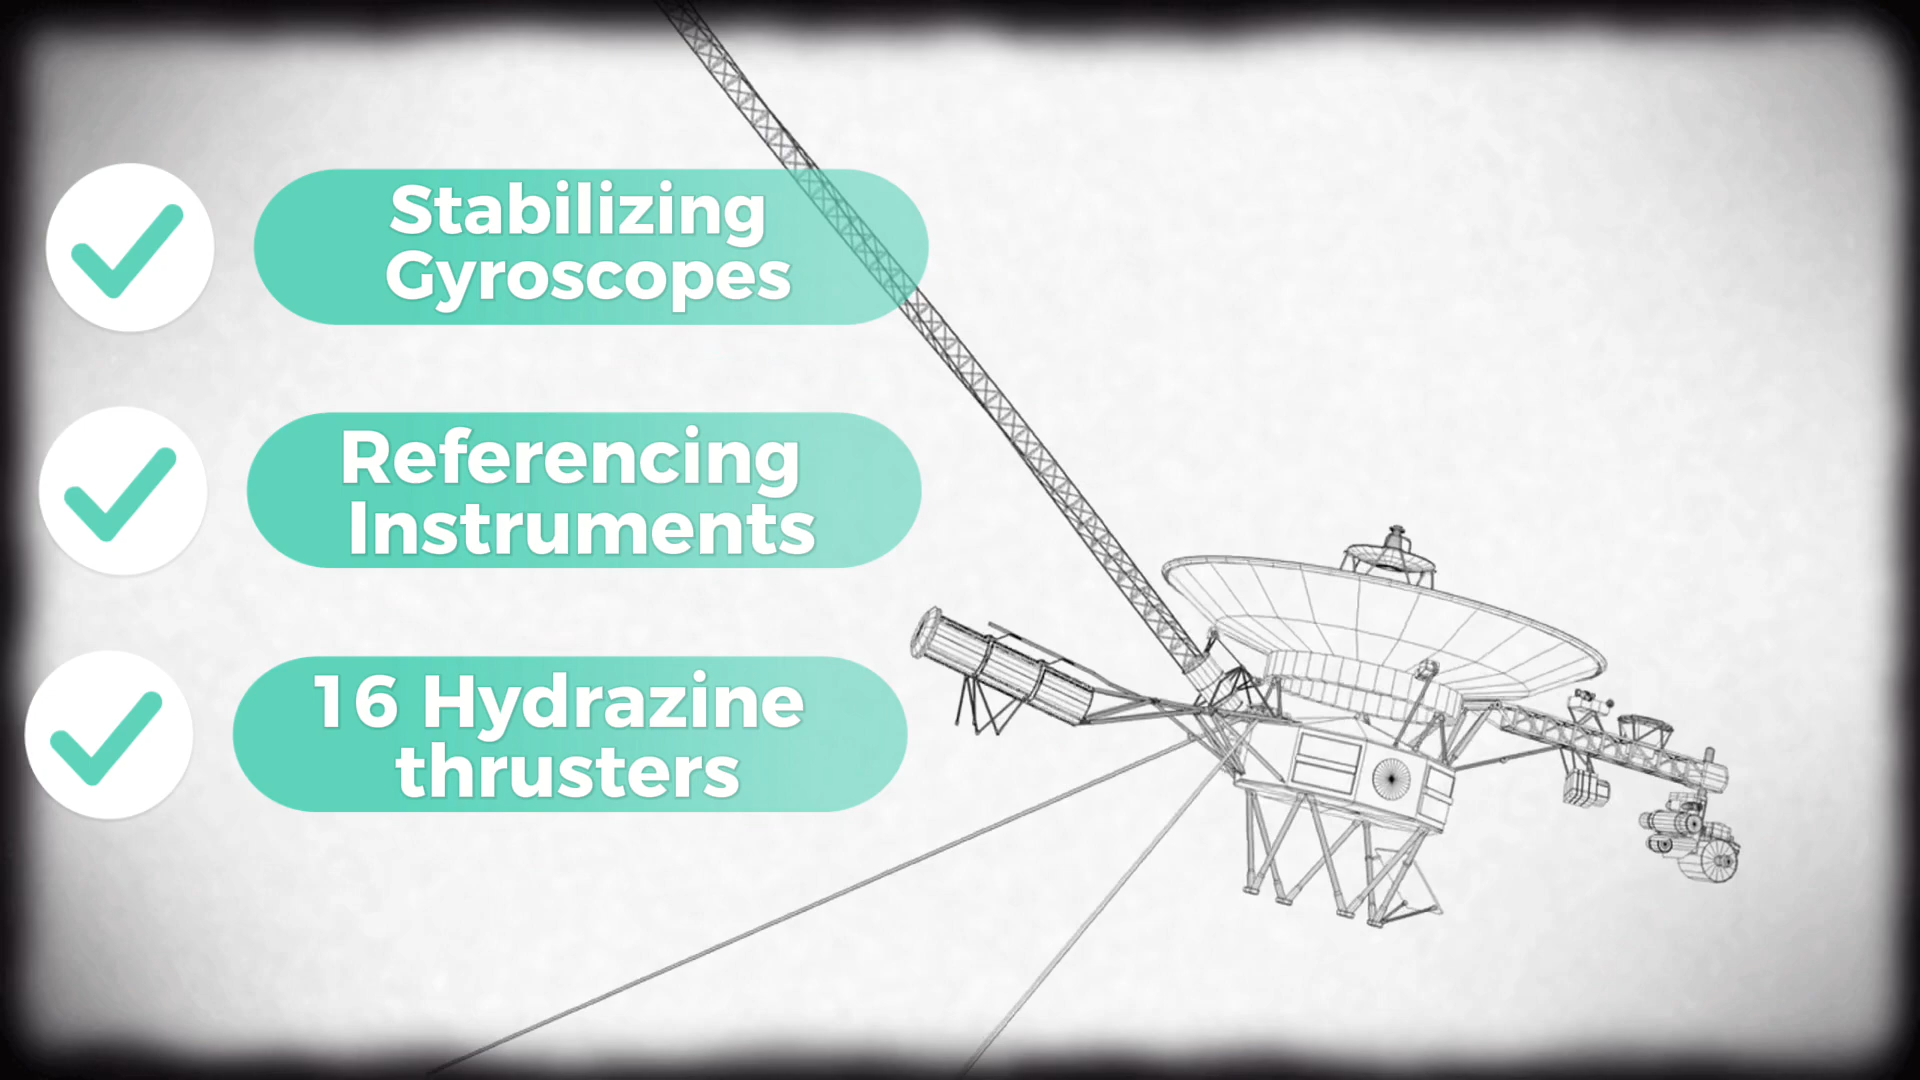 Stabilizing
Gyroscopes
Referencing
Instruments
16 Hydrazine
thrusters